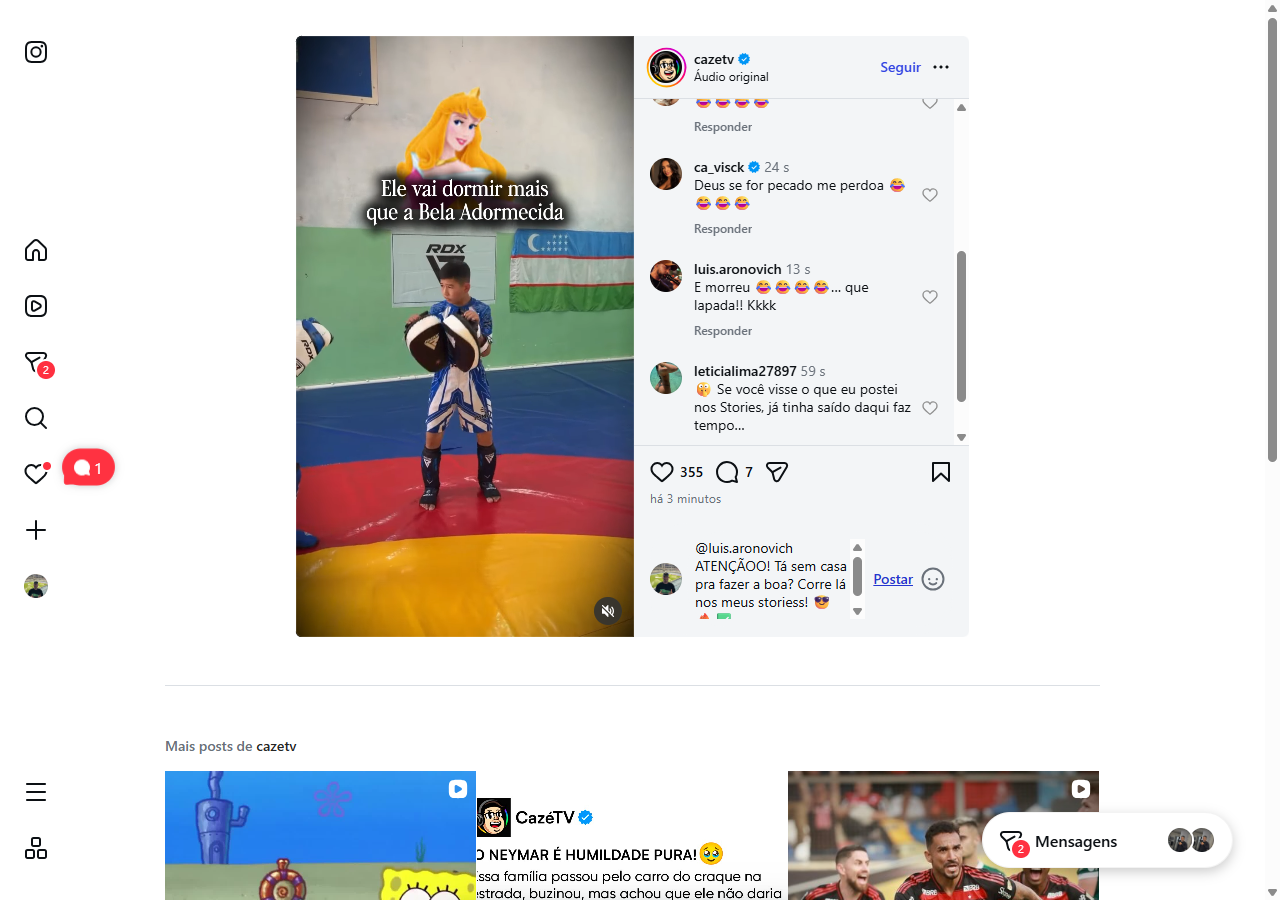 Ele vai dormir mais
que a Bela Adormecida
RDX
cazetv
Áudio original
Seguir
😂😂😂😂
Responder
ca_visck 24 s
Deus se for pecado me perdoa 😂
😂😂😂
Responder
luis.aronovich 13 s
E morreu 😂😂😂😂... que
lapada!! Kkkk
Responder
leticialima27897 59 s
🤫 Se você visse o que eu postei
nos Stories, já tinha saído daqui faz
tempo...
355
7
há 3 minutos
@luis.aronovich
ATENÇÃOO! Tá sem casa
pra fazer a boa? Corre lá
nos meus storiess! 😎
Postar
2
1
Mais posts de cazetv
CazéTV
O NEYMAR É HUMILDADE PURA! 🥹
Essa família passou pelo carro do craque na
estrada, buzinou, mas achou que ele não daria
2
Mensagens